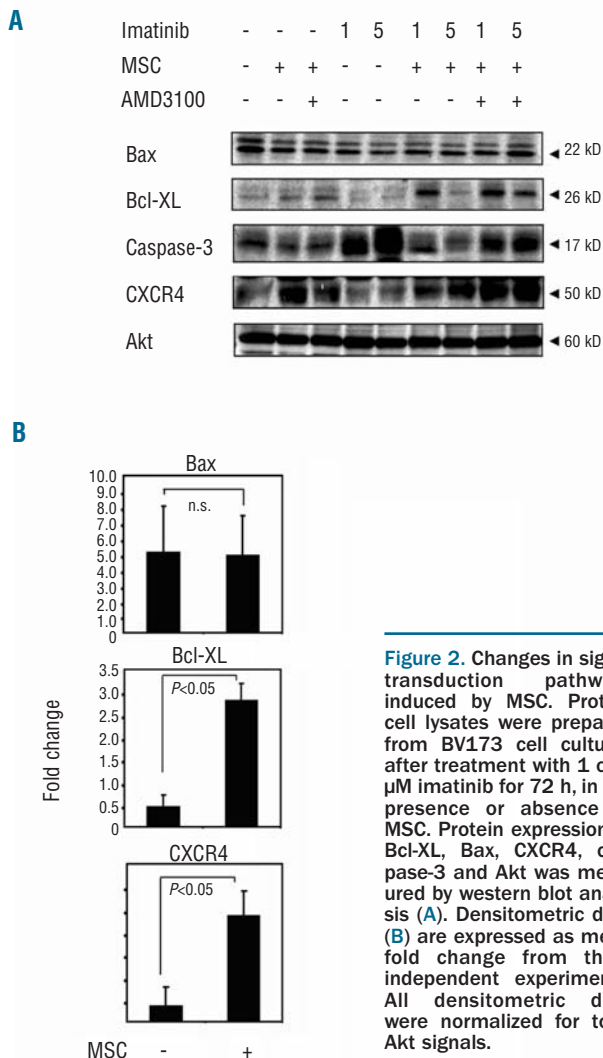 A
Imatinib - - - 1 5 1 5 1 5
MSC - + + - - + + + +
AMD3100 - - + - - - - + +
Bax ◄ 22 kD
Bcl-XL ◄ 26 kD
Caspase-3 ◄ 17 kD
CXCR4 ◄ 50 kD
Akt ◄ 60 kD
B
Bax
10.0
9.0
8.0
7.0
6.0
5.0
4.0
3.0
2.0
1.0
0
n.s.
Bcl-XL
3.5
3.0
2.5
2.0
1.5
1.0
0.5
0
P<0.05
Fold change
CXCR4
P<0.05
MSC - +
Figure 2. Changes in sig
transduction pathw
induced by MSC. Prot
cell lysates were prepa
from BV173 cell cultu
after treatment with 1 o
µM imatinib for 72 h, in
presence or absence
MSC. Protein expression
Bcl-XL, Bax, CXCR4, c
pase-3 and Akt was me
ured by western blot ana
sis (A). Densitometric d
(B) are expressed as me
fold change from th
independent experimen
All densitometric d
were normalized for to
Akt signals.